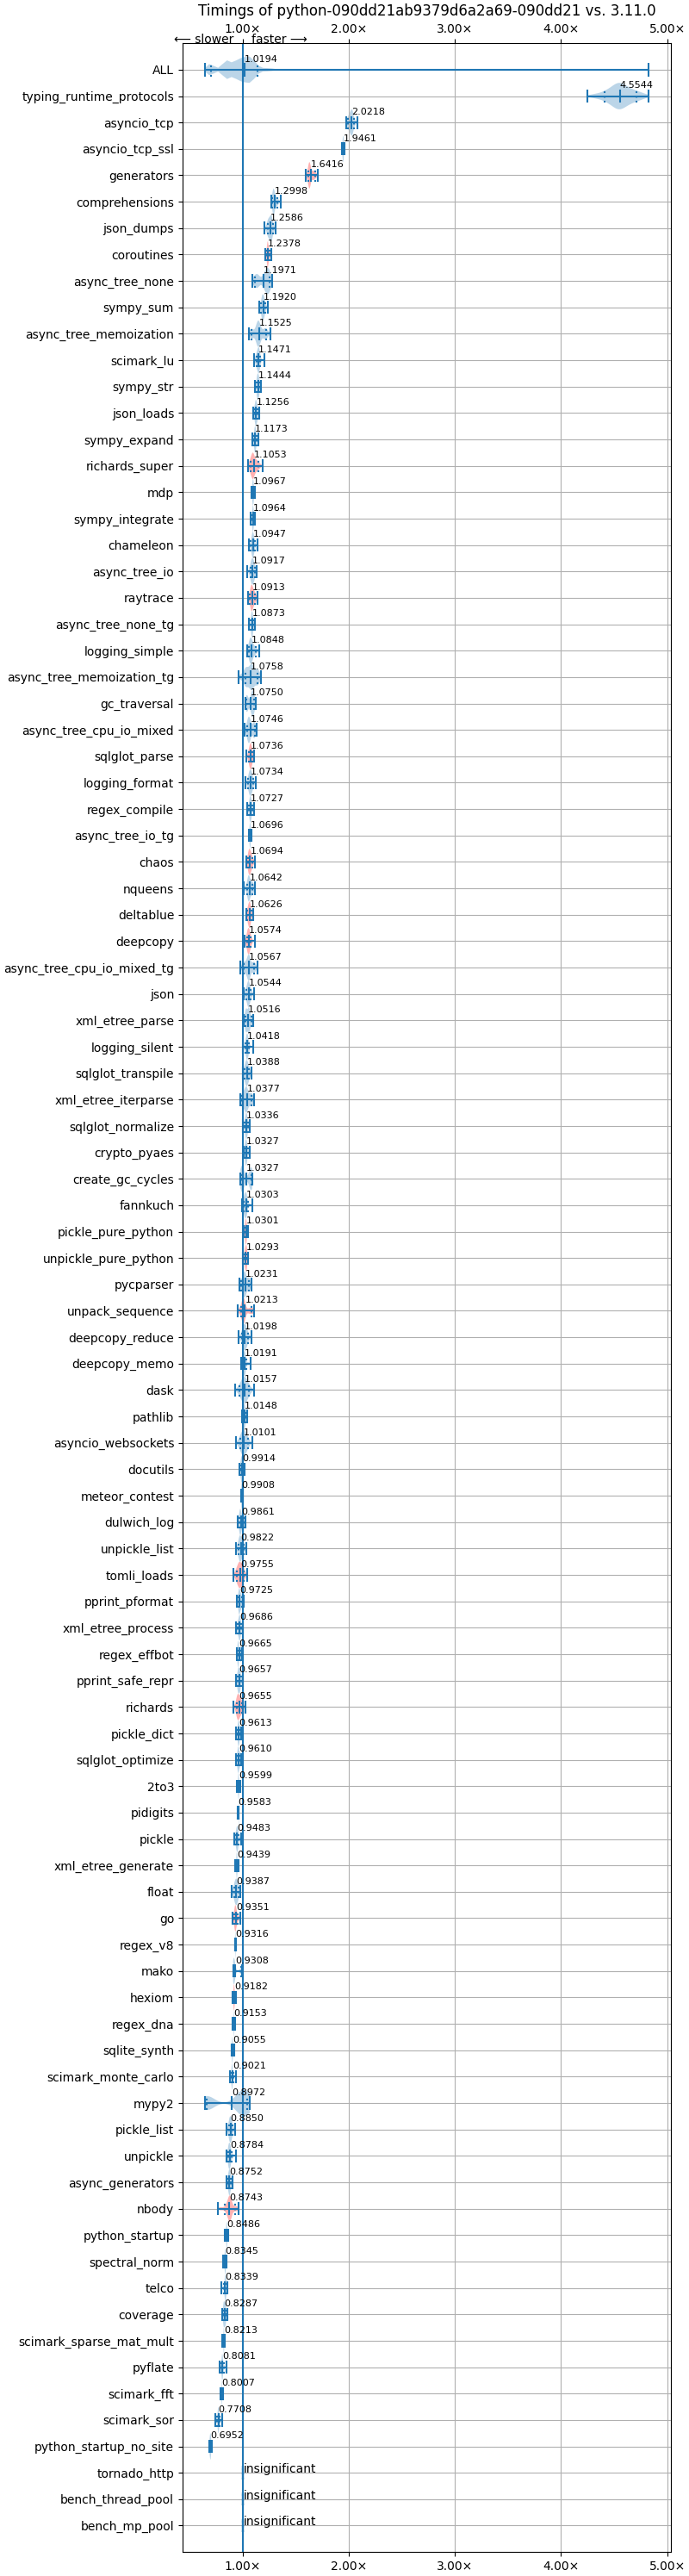 Timings of python-090dd21ab9379d6a2a69-090dd21 vs. 3.11.0
⟵ slower faster ⟶
1.00× 2.00× 3.00× 4.00× 5.00×
ALL 1.0194
typing_runtime_protocols 4.5544
asyncio_tcp 2.0218
asyncio_tcp_ssl 1.9461
generators 1.6416
comprehensions 1.2998
json_dumps 1.2586
coroutines 1.2378
async_tree_none 1.1971
sympy_sum 1.1920
async_tree_memoization 1.1525
scimark_lu 1.1471
sympy_str 1.1444
json_loads 1.1256
sympy_expand 1.1173
richards_super 1.1053
mdp 1.0967
sympy_integrate 1.0964
chameleon 1.0947
async_tree_io 1.0917
raytrace 1.0913
async_tree_none_tg 1.0873
logging_simple 1.0848
async_tree_memoization_tg 1.0758
gc_traversal 1.0750
async_tree_cpu_io_mixed 1.0746
sqlglot_parse 1.0736
logging_format 1.0734
regex_compile 1.0727
async_tree_io_tg 1.0696
chaos 1.0694
nqueens 1.0642
deltablue 1.0626
deepcopy 1.0574
async_tree_cpu_io_mixed_tg 1.0567
json 1.0544
xml_etree_parse 1.0516
logging_silent 1.0418
sqlglot_transpile 1.0388
xml_etree_iterparse 1.0377
sqlglot_normalize 1.0336
crypto_pyaes 1.0327
create_gc_cycles 1.0327
fannkuch 1.0303
pickle_pure_python 1.0301
unpickle_pure_python 1.0293
pycparser 1.0231
unpack_sequence 1.0213
deepcopy_reduce 1.0198
deepcopy_memo 1.0191
dask 1.0157
pathlib 1.0148
asyncio_websockets 1.0101
docutils 0.9914
meteor_contest 0.9908
dulwich_log 0.9861
unpickle_list 0.9822
tomli_loads 0.9755
pprint_pformat 0.9725
xml_etree_process 0.9686
regex_effbot 0.9665
pprint_safe_repr 0.9657
richards 0.9655
pickle_dict 0.9613
sqlglot_optimize 0.9610
2to3 0.9599
pidigits 0.9583
pickle 0.9483
xml_etree_generate 0.9439
float 0.9387
go 0.9351
regex_v8 0.9316
mako 0.9308
hexiom 0.9182
regex_dna 0.9153
sqlite_synth 0.9055
scimark_monte_carlo 0.9021
mypy2 0.8972
pickle_list 0.8850
unpickle 0.8784
async_generators 0.8752
nbody 0.8743
python_startup 0.8486
spectral_norm 0.8345
telco 0.8339
coverage 0.8287
scimark_sparse_mat_mult 0.8213
pyflate 0.8081
scimark_fft 0.8007
scimark_sor 0.7708
python_startup_no_site 0.6952
tornado_http insignificant
bench_thread_pool insignificant
bench_mp_pool insignificant
1.00× 2.00× 3.00× 4.00× 5.00×